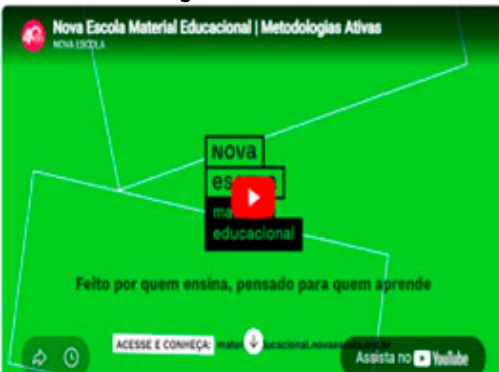 Nova Escola Material Educacional | Metodologias Ativas
NOVA ESCOLA
nova
educacional
Feito por quem ensina, pensado para quem aprende
ACESSE E CONHEÇA:
Assista no YouTube